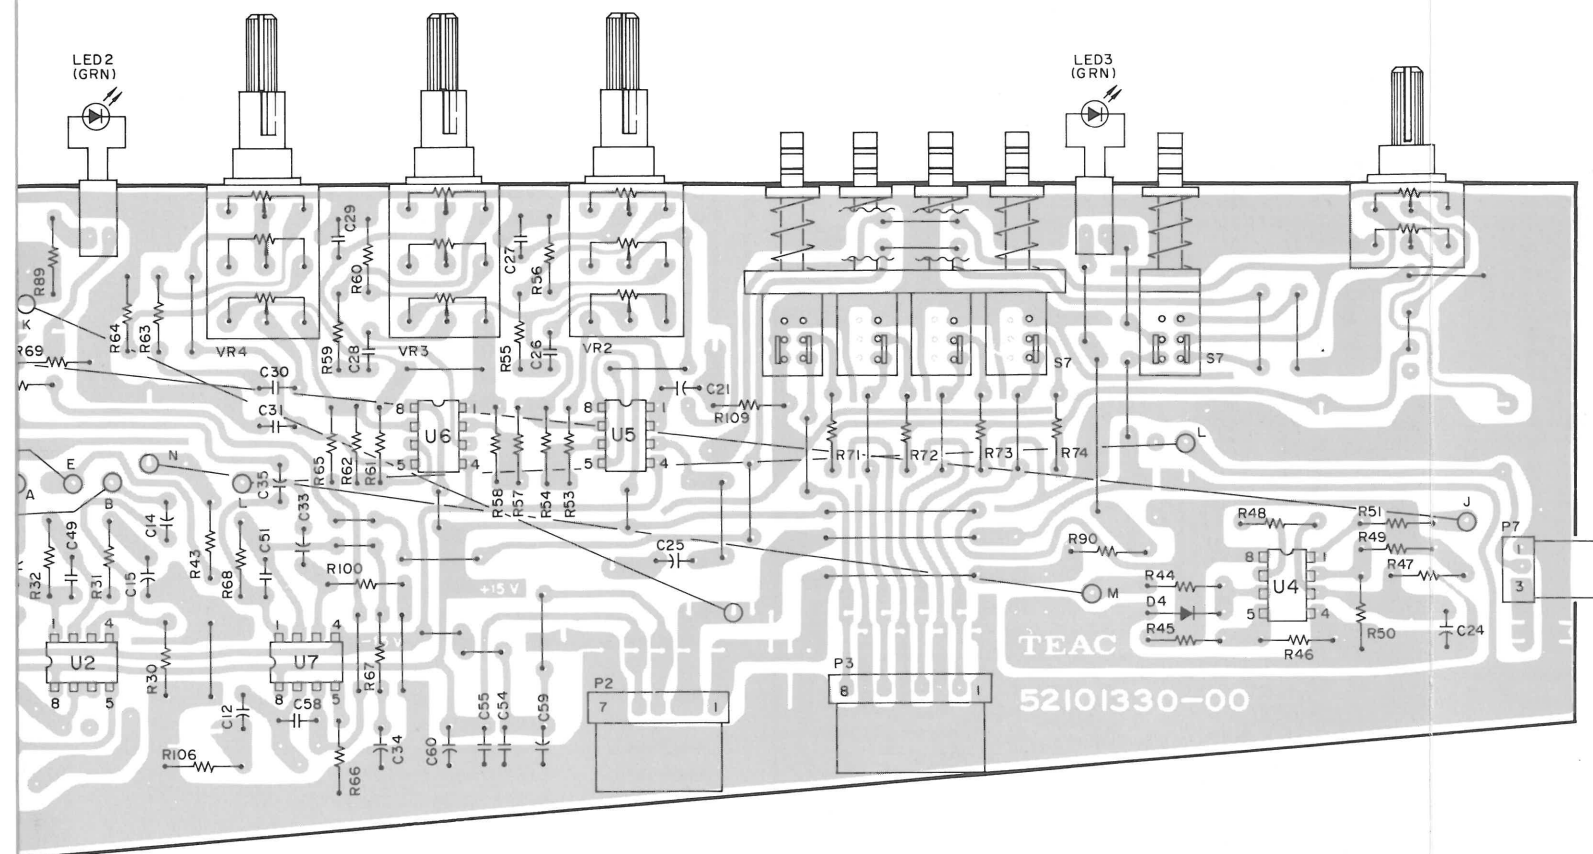 LED2
(GRN)
LED3
(GRN)
R89
K
R64
R63
R69
VR4
C29
R60
R59
C28
VR3
C27
R56
R55
C26
VR2
S7
S7
C30
C31
R65
R62
R61
8
1
U6
5
4
R58
R57
R54
R53
8
1
U5
5
4
C21
R109
R71
R72
R73
R74
L
A
E
B
N
L
C35
C33
C14
R43
R68
C51
R32
C49
R31
C15
R100
C25
+15 V
-15 V
M
J
R90
R48
R51
R49
R47
P7
1
3
R44
D4
R45
8
1
U4
5
4
R46
R50
C24
1
4
U2
8
5
R30
1
4
U7
8
5
R67
C12
C58
R106
R66
C34
C60
C55
C54
C59
P2
7
1
P3
8
1
TEAC
52101330-00